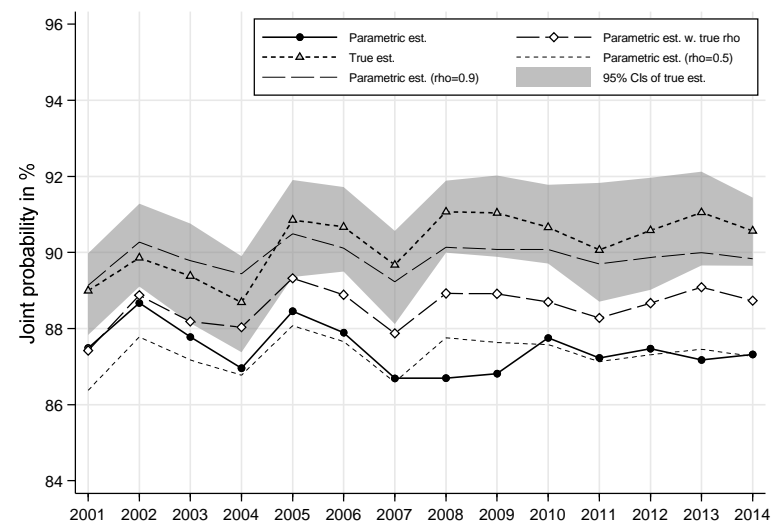 96
94
92
90
88
86
84
Joint probability in %
Parametric est.
Parametric est. w. true rho
True est.
Parametric est. (rho=0.5)
Parametric est. (rho=0.9)
95% CIs of true est.
2001 2002 2003 2004 2005 2006 2007 2008 2009 2010 2011 2012 2013 2014